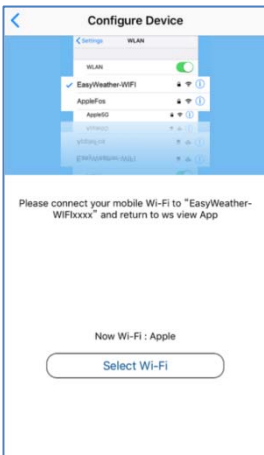 Configure Device
Settings WLAN
WLAN
EasyWeather-WIFI
AppleFos
Apple5G
Please connect your mobile Wi-Fi to "EasyWeather-
WIFIxxxx" and return to ws view App
Now Wi-Fi : Apple
Select Wi-Fi